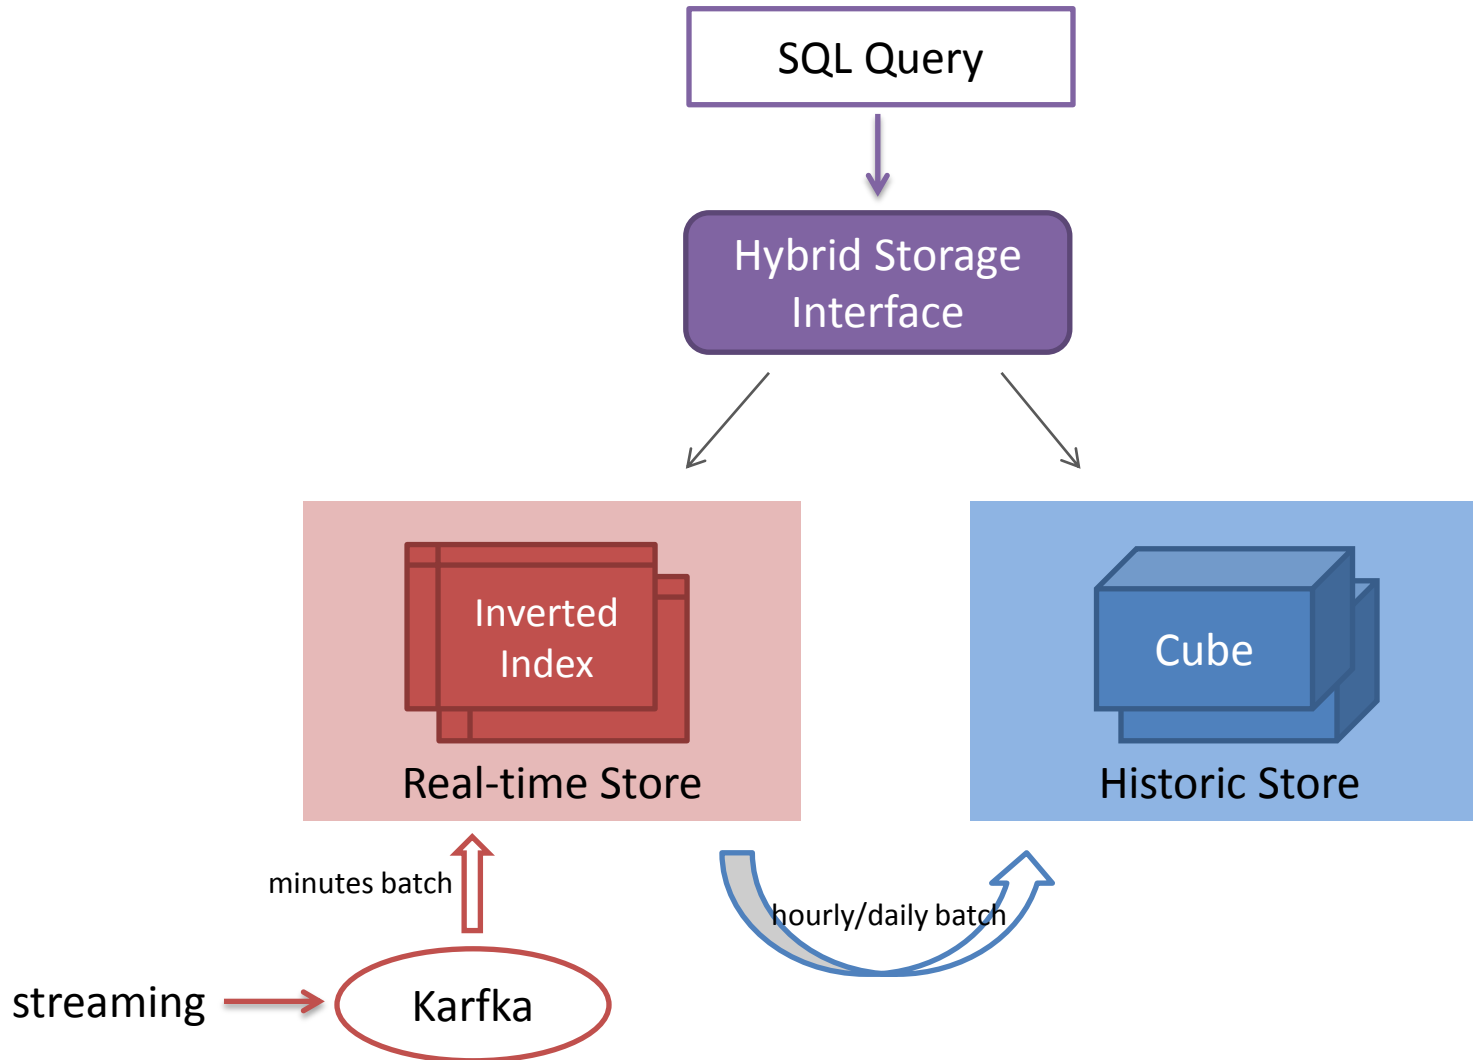 SQL Query
Hybrid Storage
Interface
Inverted
Index
Real-time Store
Cube
Historic Store
minutes batch
hourly/daily batch
streaming
Karfka